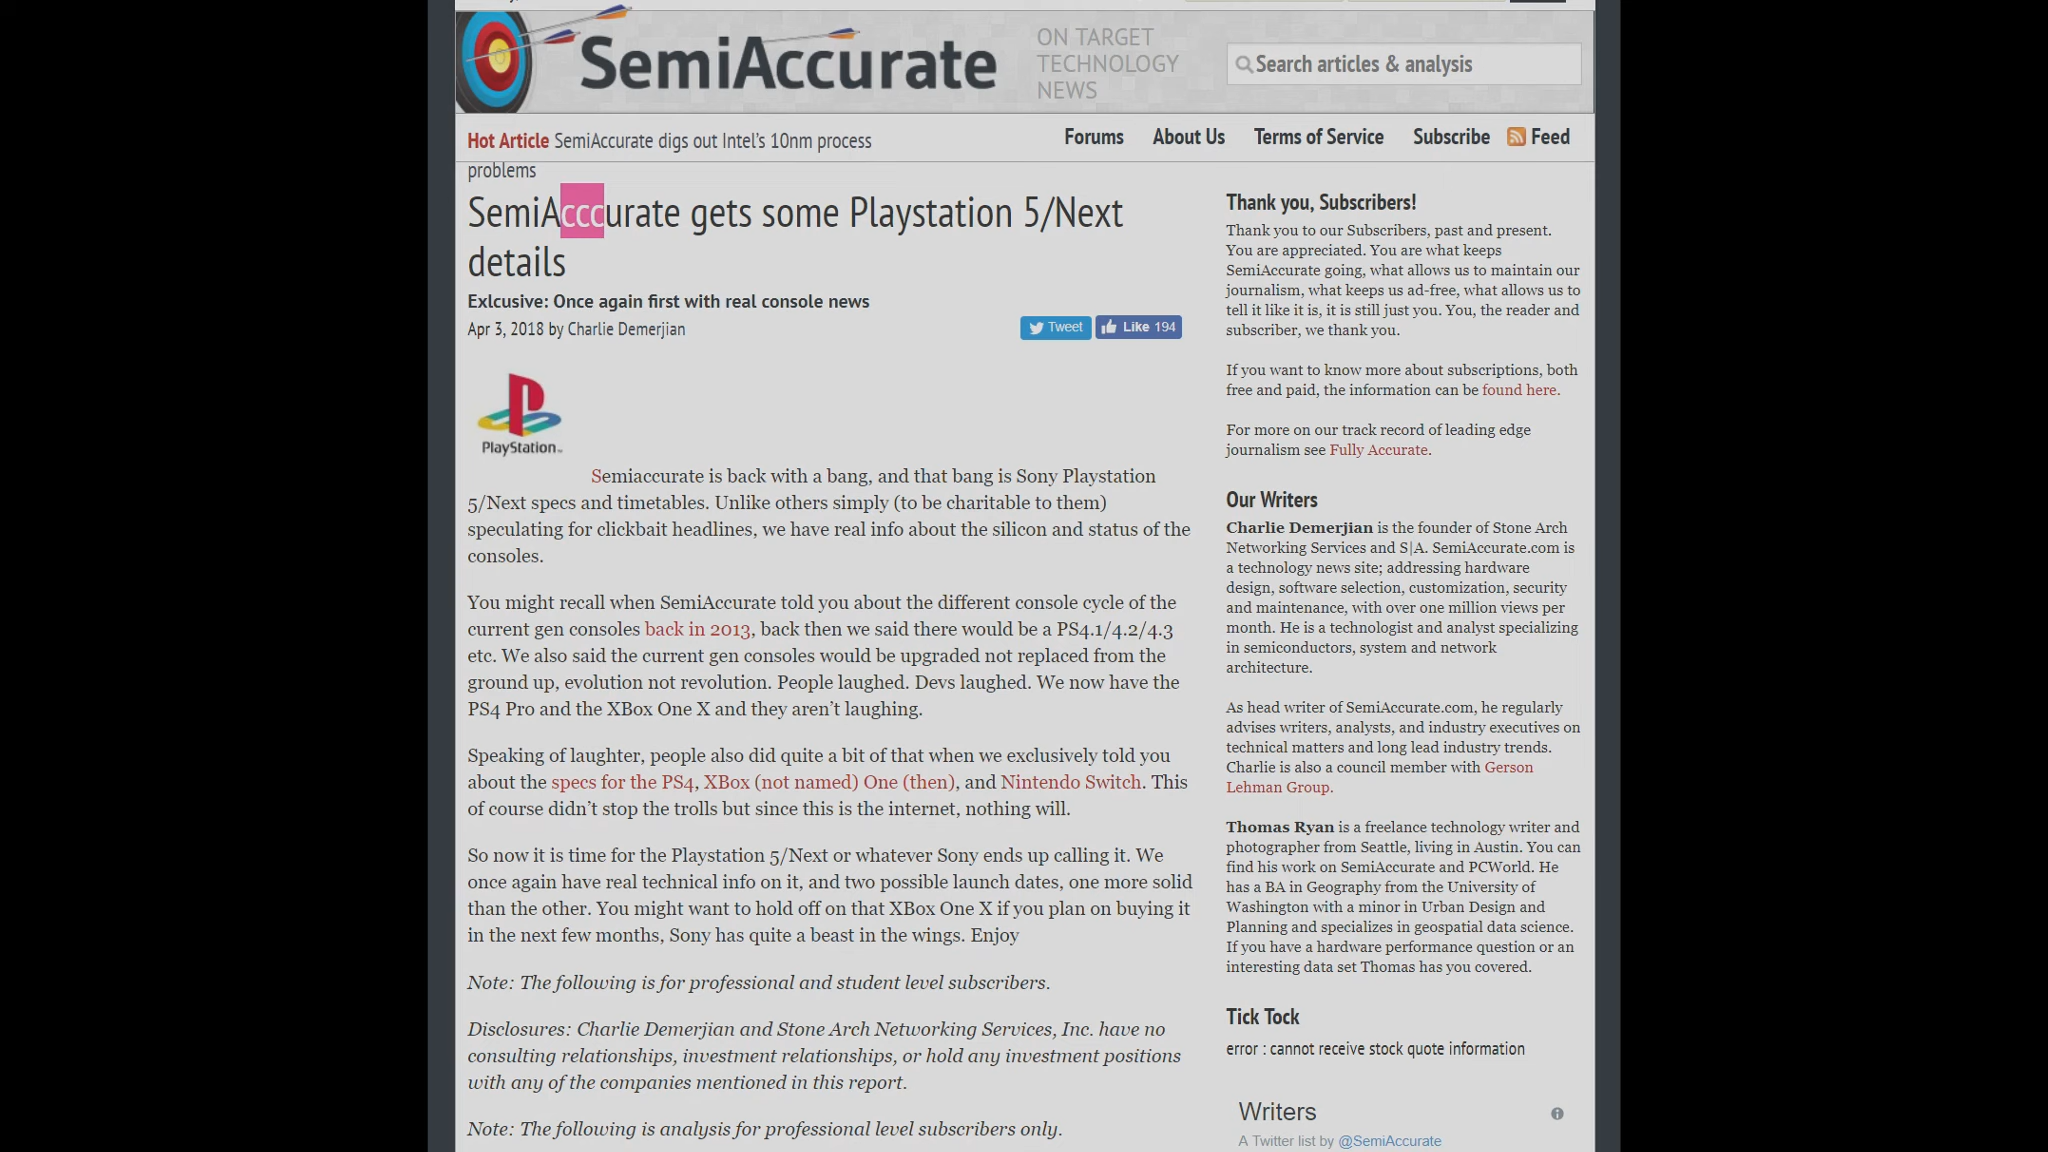 SemiAccurate
ON TARGET
TECHNOLOGY
NEWS
Search articles & analysis
Hot Article SemiAccurate digs out Intel's 10nm process
problems
Forums About Us Terms of Service Subscribe Feed
SemiAcccurate gets some Playstation 5/Next
details
Exlcusive: Once again first with real console news
Apr 3, 2018 by Charlie Demerjian
Tweet Like 194
PlayStation
Semiaccurate is back with a bang, and that bang is Sony Playstation
5/Next specs and timetables. Unlike others simply (to be charitable to them)
speculating for clickbait headlines, we have real info about the silicon and status of the
consoles.
You might recall when SemiAccurate told you about the different console cycle of the
current gen consoles back in 2013, back then we said there would be a PS4.1/4.2/4.3
etc. We also said the current gen consoles would be upgraded not replaced from the
ground up, evolution not revolution. People laughed. Devs laughed. We now have the
PS4 Pro and the XBox One X and they aren't laughing.
Speaking of laughter, people also did quite a bit of that when we exclusively told you
about the specs for the PS4, XBox (not named) One (then), and Nintendo Switch. This
of course didn't stop the trolls but since this is the internet, nothing will.
So now it is time for the Playstation 5/Next or whatever Sony ends up calling it. We
once again have real technical info on it, and two possible launch dates, one more solid
than the other. You might want to hold off on that XBox One X if you plan on buying it
in the next few months, Sony has quite a beast in the wings. Enjoy
Note: The following is for professional and student level subscribers.
Disclosures: Charlie Demerjian and Stone Arch Networking Services, Inc. have no
consulting relationships, investment relationships, or hold any investment positions
with any of the companies mentioned in this report.
Note: The following is analysis for professional level subscribers only.
Thank you, Subscribers!
Thank you to our Subscribers, past and present.
You are appreciated. You are what keeps
SemiAccurate going, what allows us to maintain our
journalism, what keeps us ad-free, what allows us to
tell it like it is, it is still just you. You, the reader and
subscriber, we thank you.
If you want to know more about subscriptions, both
free and paid, the information can be found here.
For more on our track record of leading edge
journalism see Fully Accurate.
Our Writers
Charlie Demerjian is the founder of Stone Arch
Networking Services and S|A. SemiAccurate.com is
a technology news site; addressing hardware
design, software selection, customization, security
and maintenance, with over one million views per
month. He is a technologist and analyst specializing
in semiconductors, system and network
architecture.
As head writer of SemiAccurate.com, he regularly
advises writers, analysts, and industry executives on
technical matters and long lead industry trends.
Charlie is also a council member with Gerson
Lehman Group.
Thomas Ryan is a freelance technology writer and
photographer from Seattle, living in Austin. You can
find his work on SemiAccurate and PCWorld. He
has a BA in Geography from the University of
Washington with a minor in Urban Design and
Planning and specializes in geospatial data science.
If you have a hardware performance question or an
interesting data set Thomas has you covered.
Tick Tock
error : cannot receive stock quote information
Writers
A Twitter list by @SemiAccurate